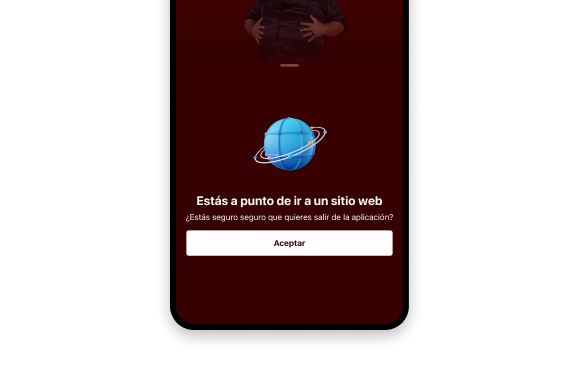 Estás a punto de ir a un sitio web
¿Estás seguro seguro que quieres salir de la aplicación?
Aceptar